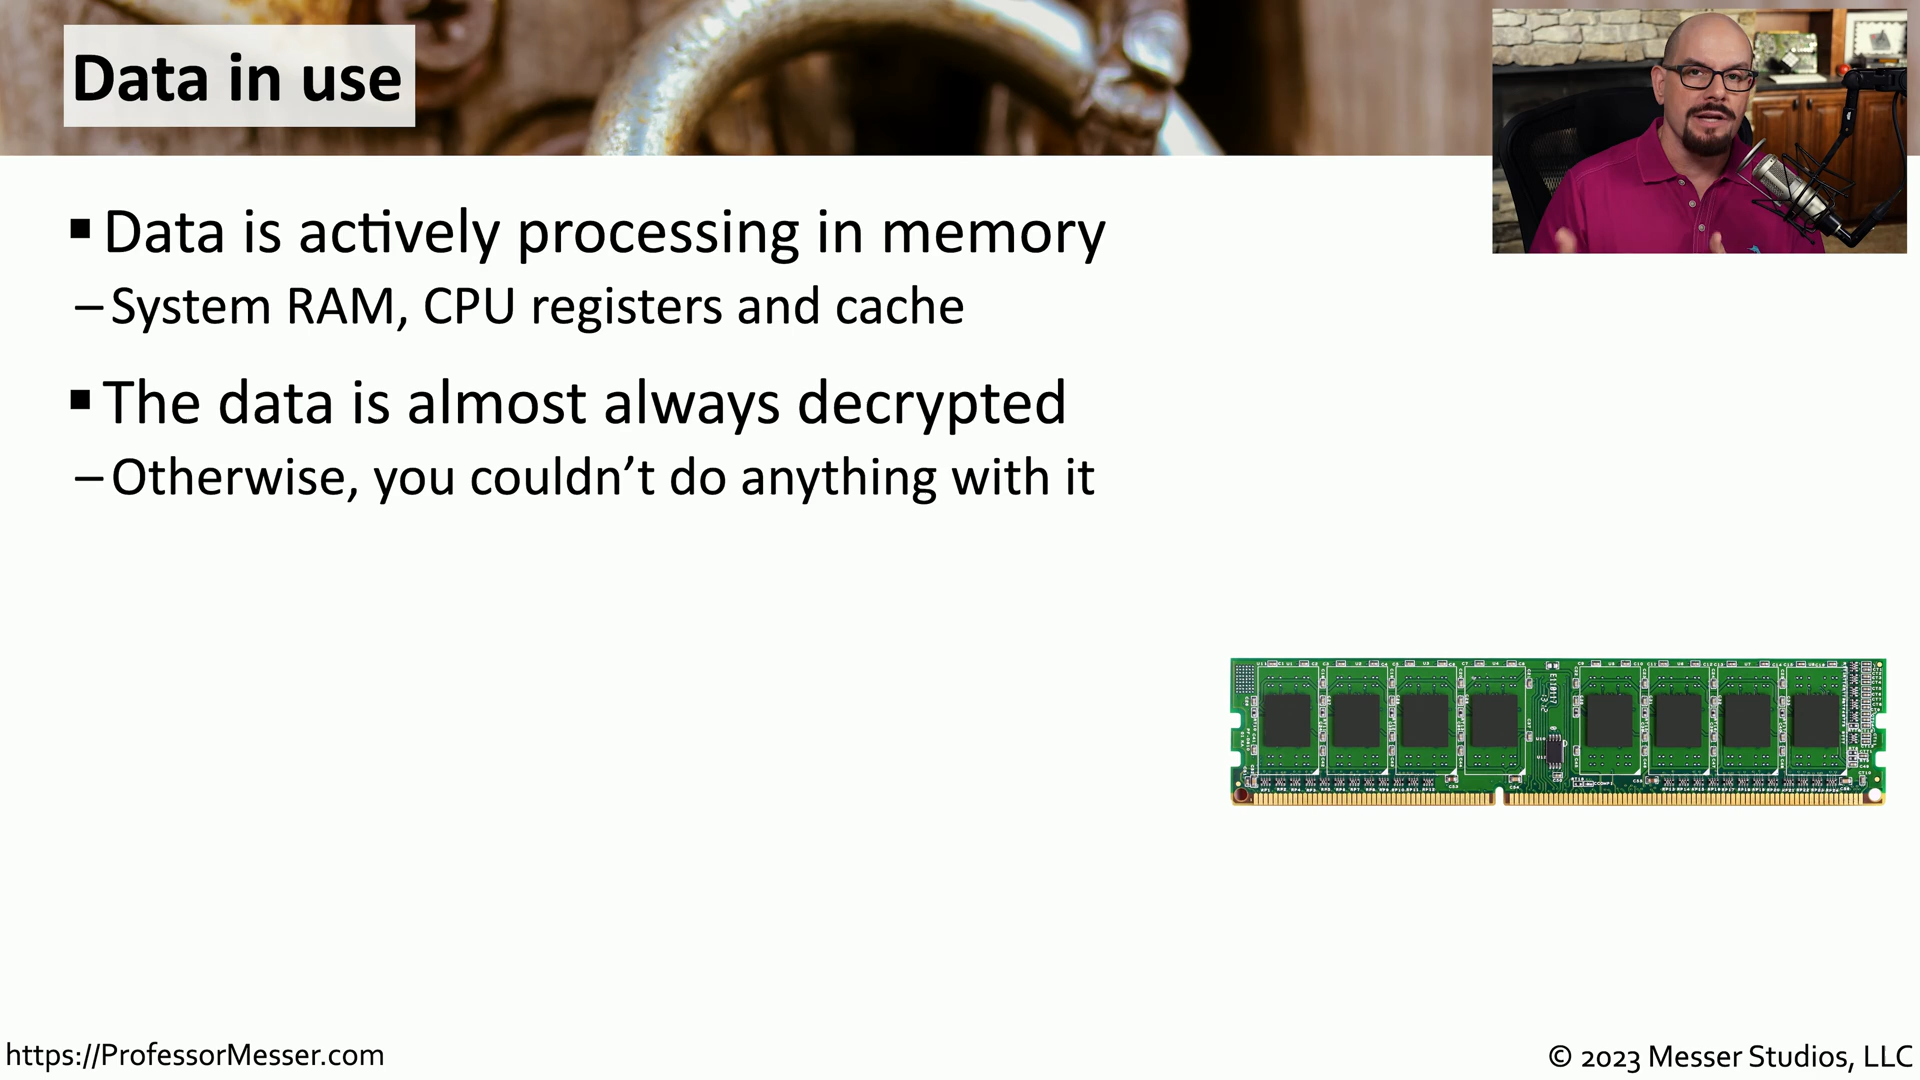 Data in use
▪ Data is actively processing in memory
– System RAM, CPU registers and cache
▪ The data is almost always decrypted
– Otherwise, you couldn’t do anything with it
https://ProfessorMesser.com
© 2023 Messer Studios, LLC